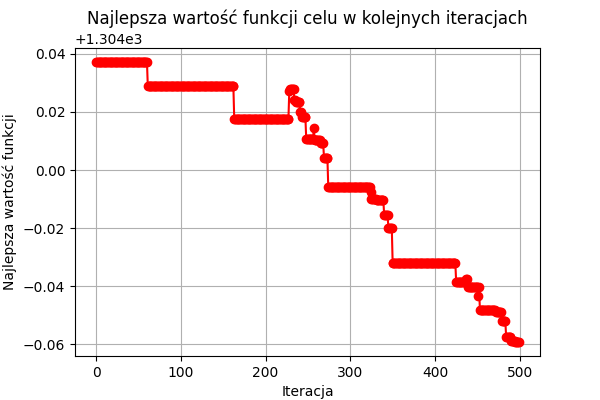 Najlepsza wartość funkcji celu w kolejnych iteracjach
+1.304e3
0.04
0.02
0.00
−0.02
−0.04
−0.06
Najlepsza wartość funkcji
0 100 200 300 400 500
Iteracja